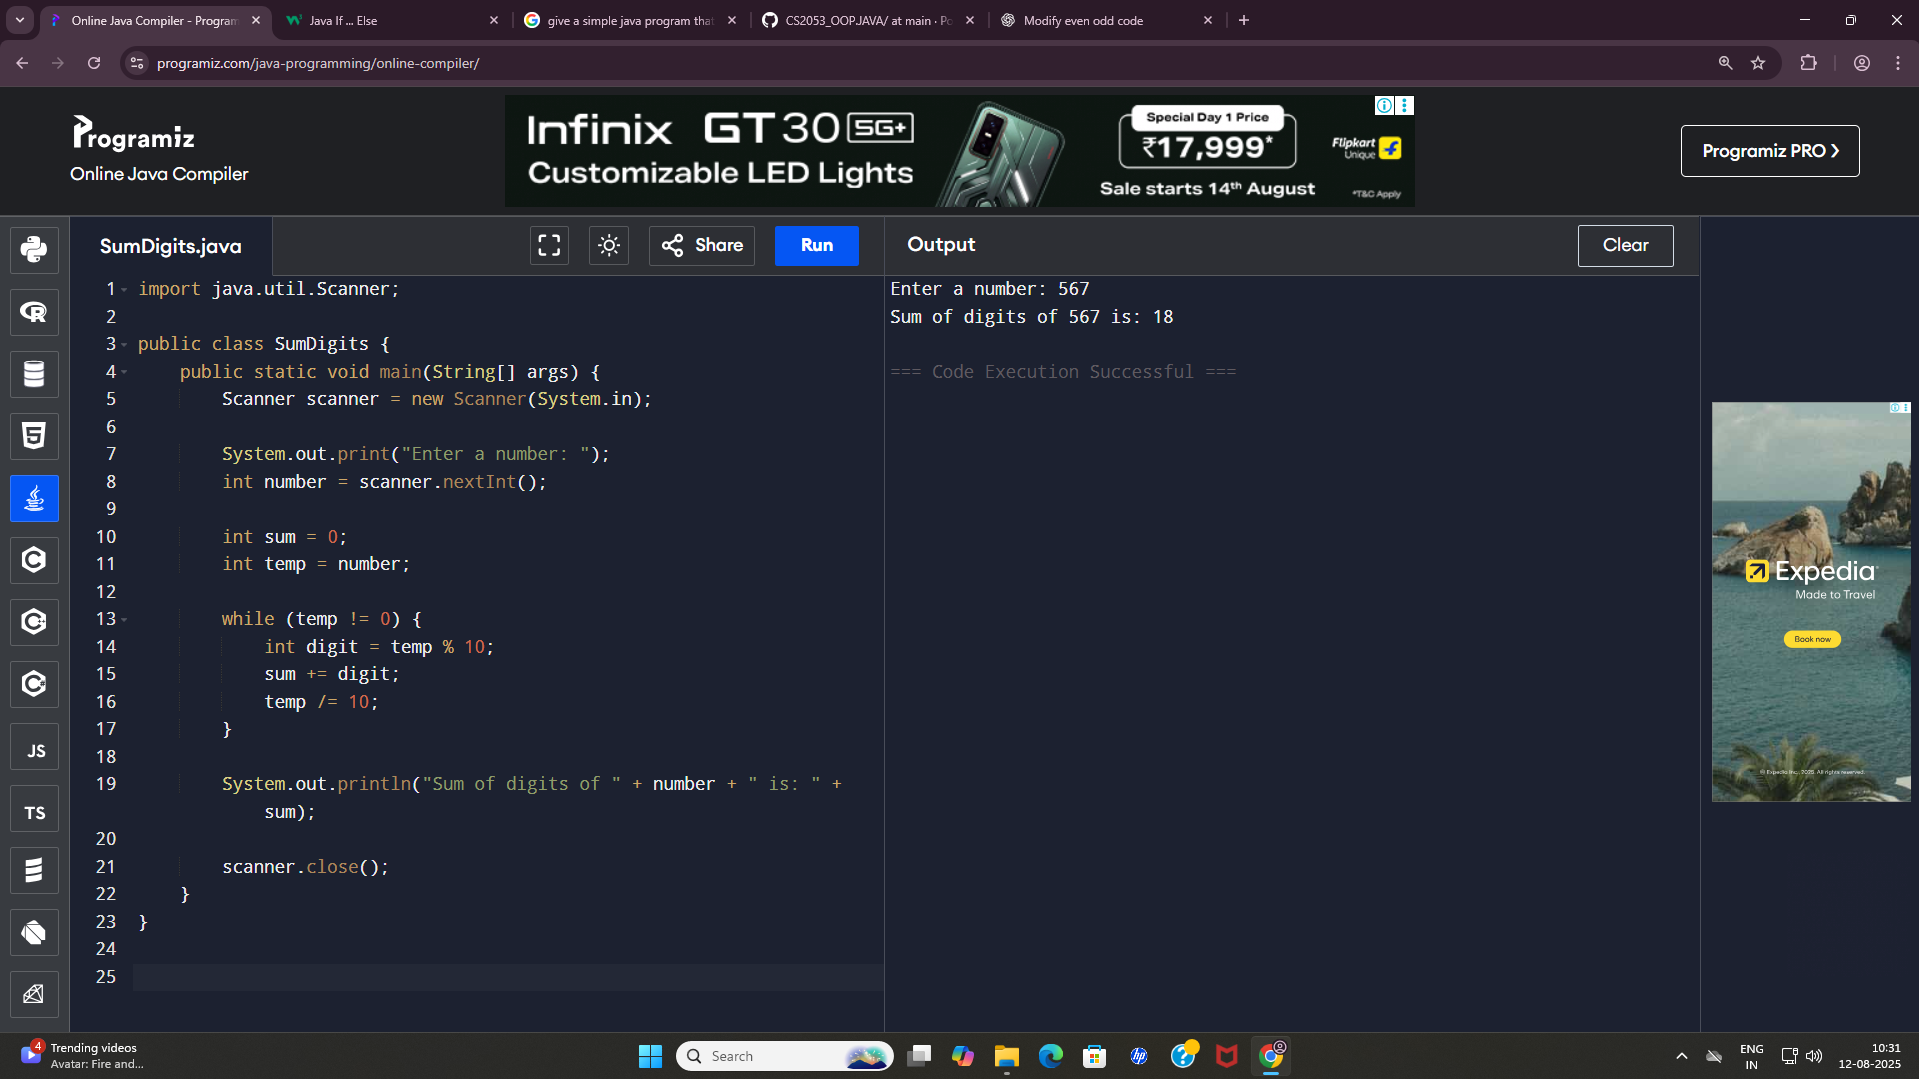 Online Java Compiler - Program
Java If ... Else
give a simple java program tha
CS2053_OOPJAVA/ at main · Po
Modify even odd code
programiz.com/java-programming/online-compiler/
Programiz
Online Java Compiler
Infinix GT 30 5G+
Customizable LED Lights
Special Day 1 Price
₹17,999*
Sale starts 14th August
Flipkart
Unique
*T&C Apply
Programiz PRO
SumDigits.java
Share
Run
Output
Clear
1 import java.util.Scanner;
2
3 public class SumDigits {
4 public static void main(String[] args) {
5 Scanner scanner = new Scanner(System.in);
6
7 System.out.print("Enter a number: ");
8 int number = scanner.nextInt();
9
10 int sum = 0;
11 int temp = number;
12
13 while (temp != 0) {
14 int digit = temp % 10;
15 sum += digit;
16 temp /= 10;
17 }
18
19 System.out.println("Sum of digits of " + number + " is: " +
sum);
20
21 scanner.close();
22 }
23 }
24
25
Enter a number: 567
Sum of digits of 567 is: 18
=== Code Execution Successful ===
JS
TS
Expedia
Made to Travel
Book now
© Expedia Inc., 2025. All rights reserved.
4
Trending videos
Avatar: Fire and...
Search
hp
ENG
IN
10:31
12-08-2025